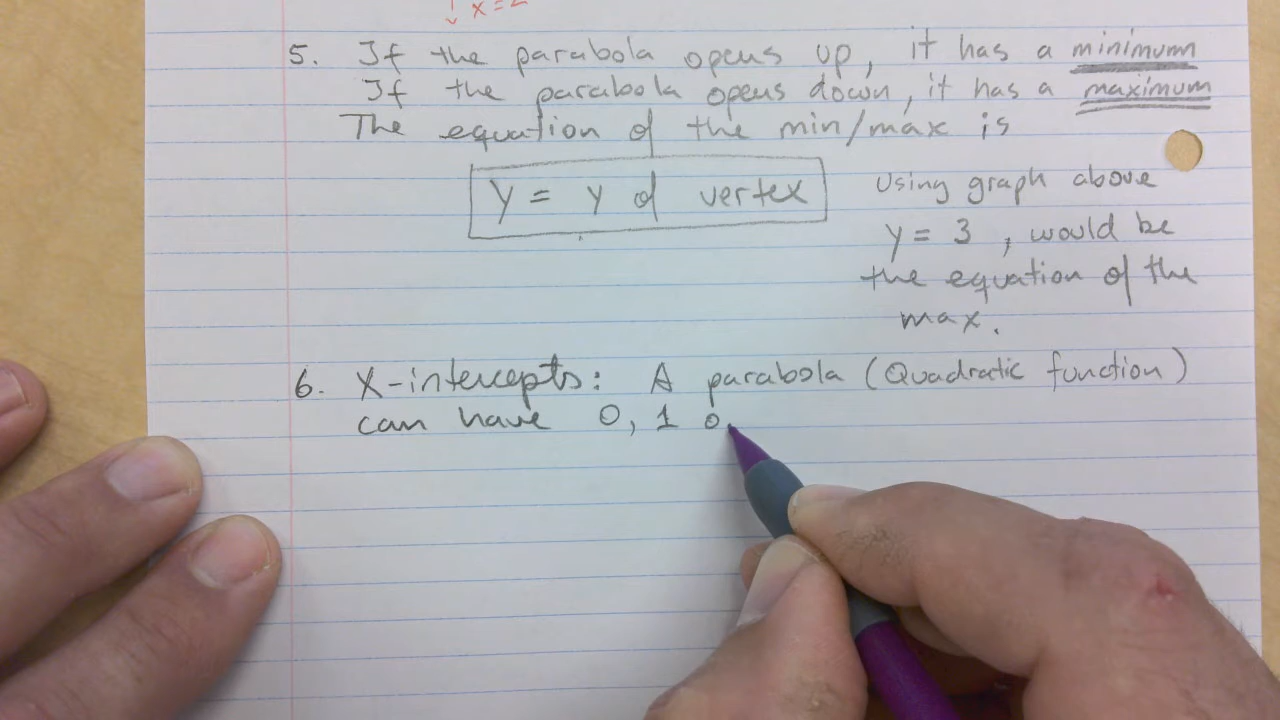 x=2
5. If the parabola opens up, it has a minimum
If the parabola opens down, it has a maximum
The equation of the min/max is
y = y of vertex
Using graph above
y = 3 , would be
the equation of the
max.
6. X-intercepts: A parabola (Quadratic function)
can have 0, 1 o